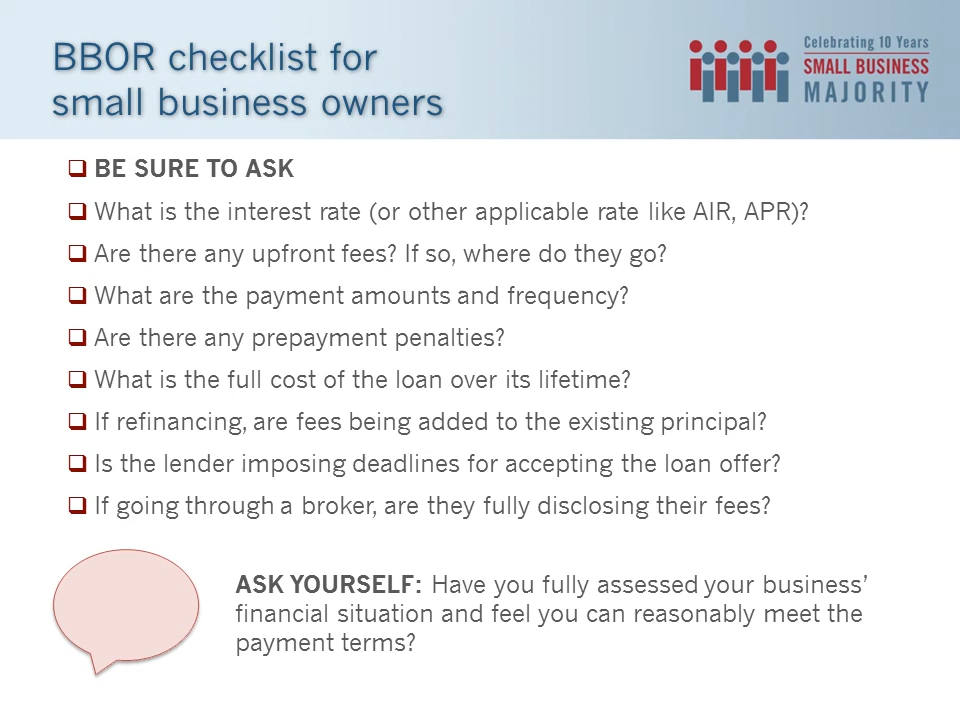 BBOR checklist for
small business owners
Celebrating 10 Years
SMALL BUSINESS
MAJORITY
BE SURE TO ASK
What is the interest rate (or other applicable rate like AIR, APR)?
Are there any upfront fees? If so, where do they go?
What are the payment amounts and frequency?
Are there any prepayment penalties?
What is the full cost of the loan over its lifetime?
If refinancing, are fees being added to the existing principal?
Is the lender imposing deadlines for accepting the loan offer?
If going through a broker, are they fully disclosing their fees?
ASK YOURSELF: Have you fully assessed your business’
financial situation and feel you can reasonably meet the
payment terms?